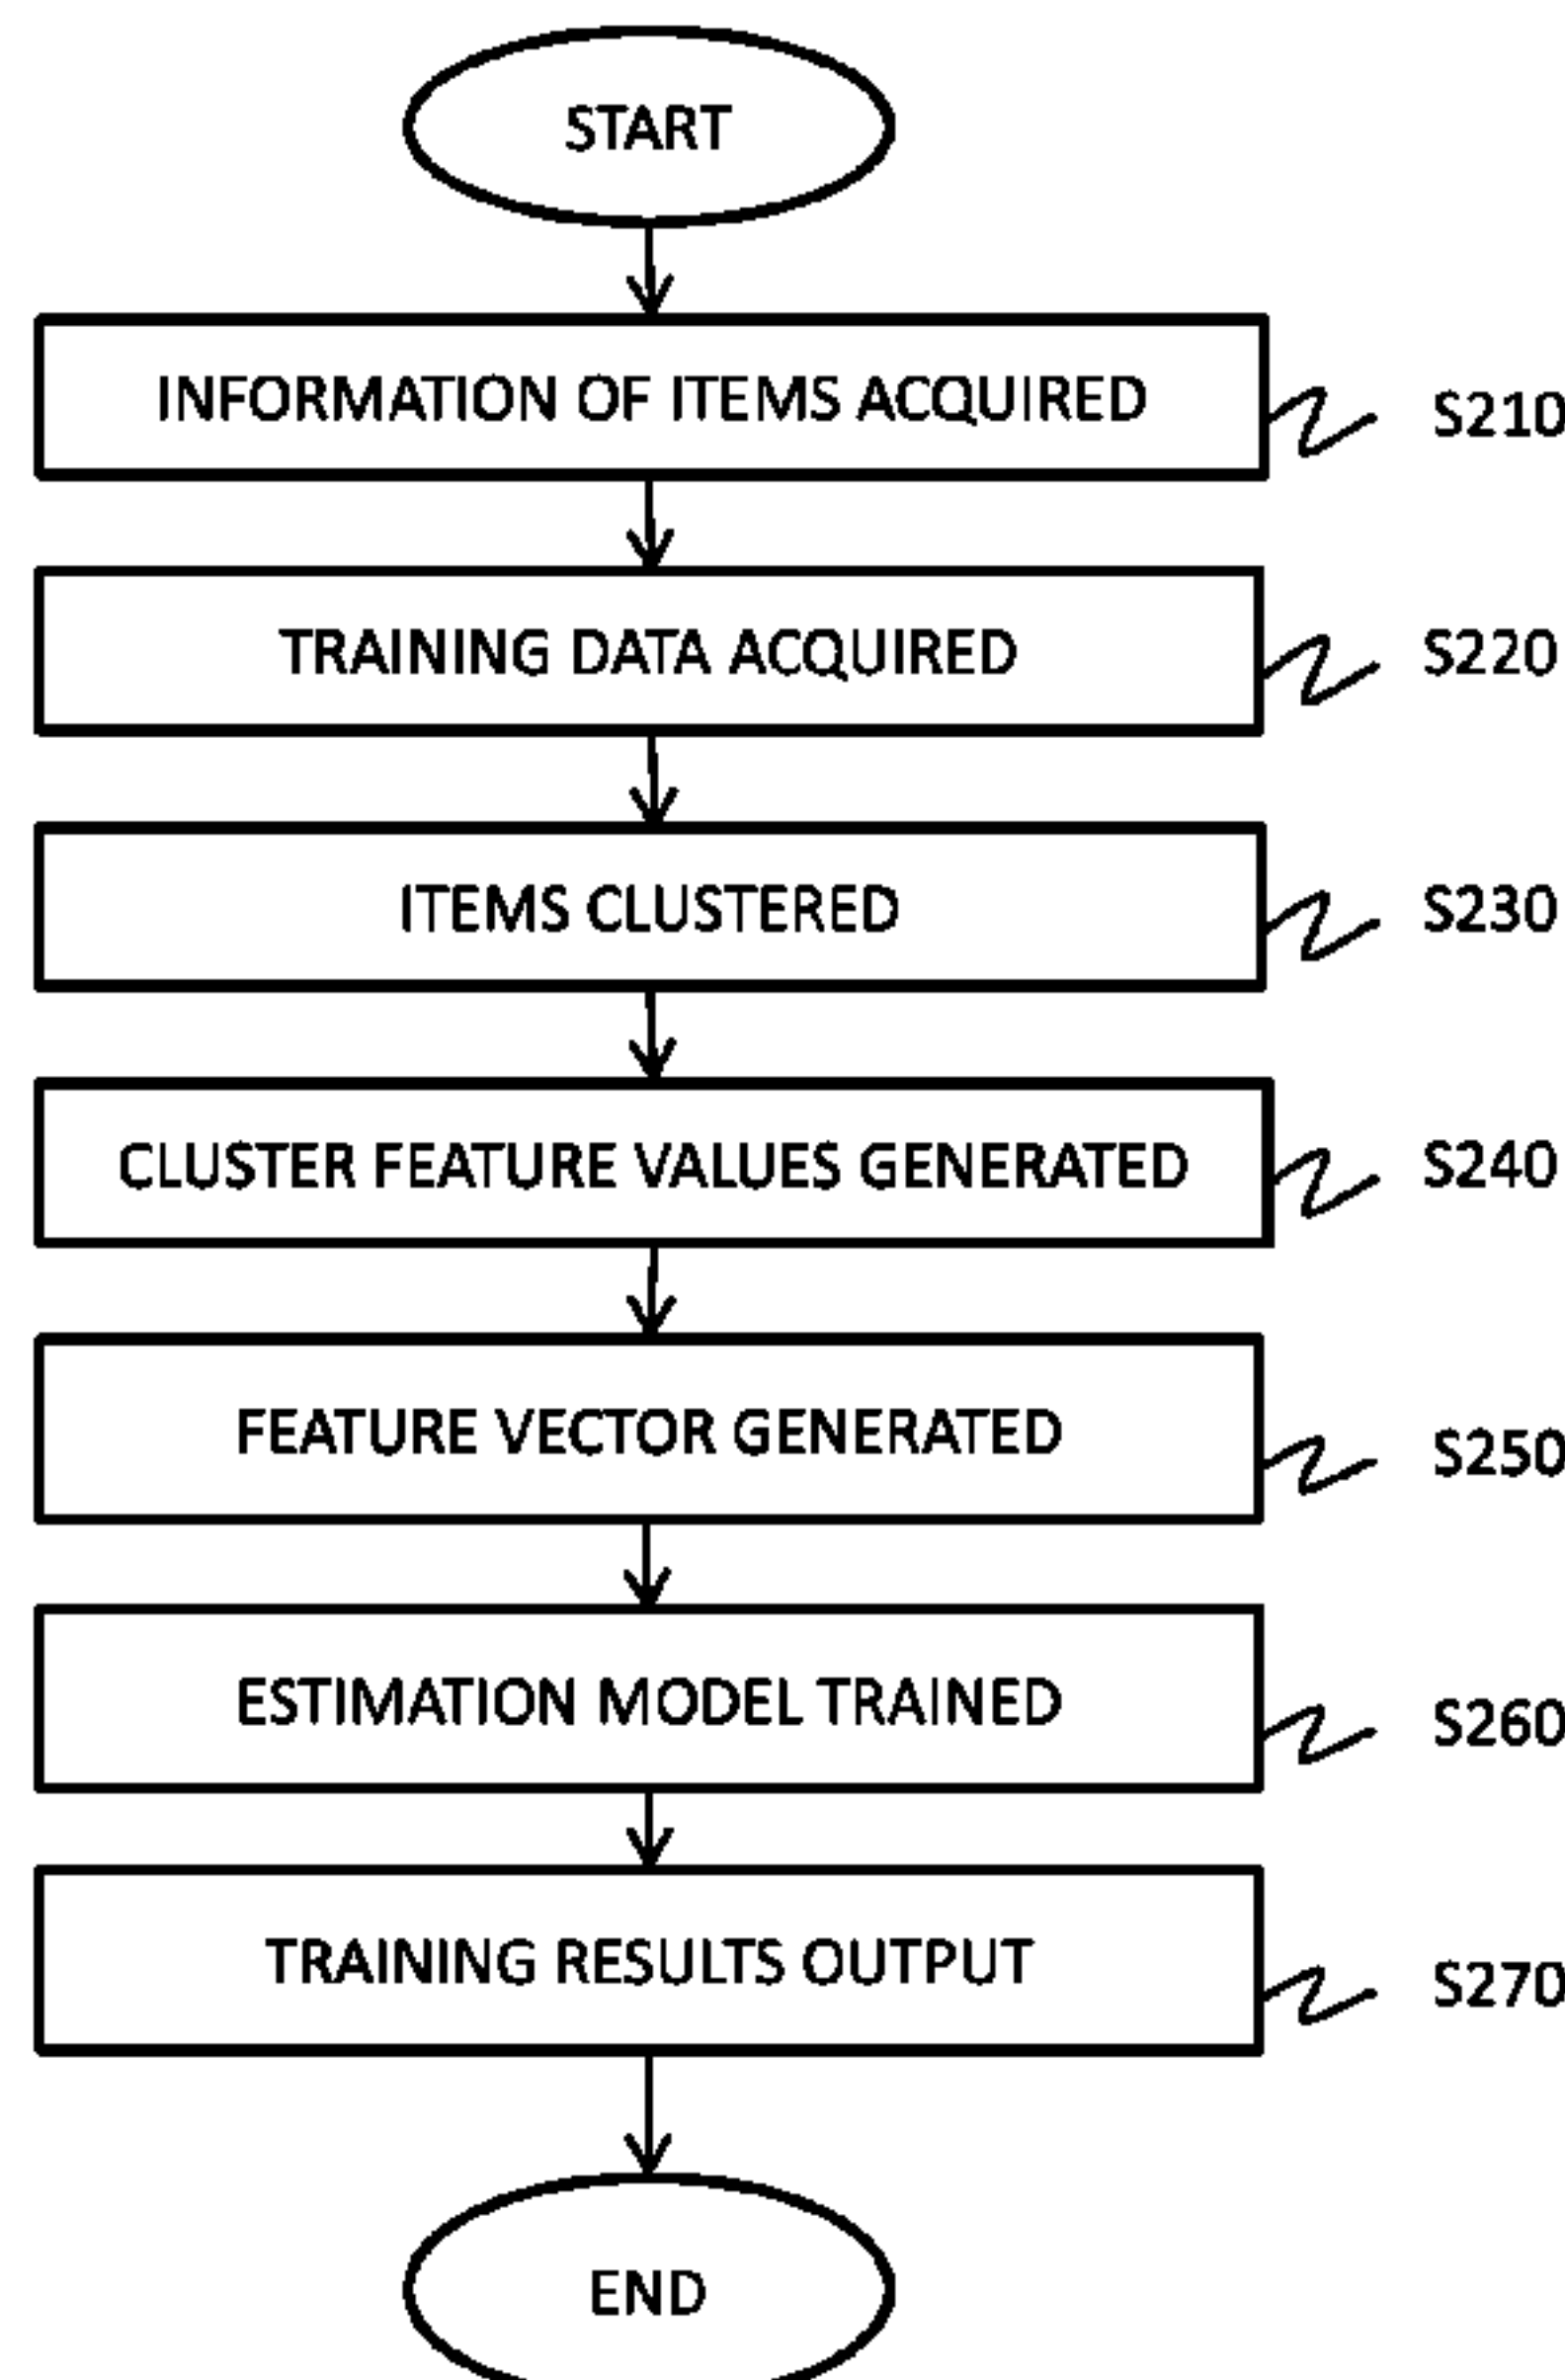 START
INFORMATION OF ITEMS ACQUIRED
S210
TRAINING DATA ACQUIRED
S220
ITEMS CLUSTERED
S230
CLUSTER FEATURE VALUES GENERATED
S240
FEATURE VECTOR GENERATED
S250
ESTIMATION MODEL TRAINED
S260
TRAINING RESULTS OUTPUT
S270
END